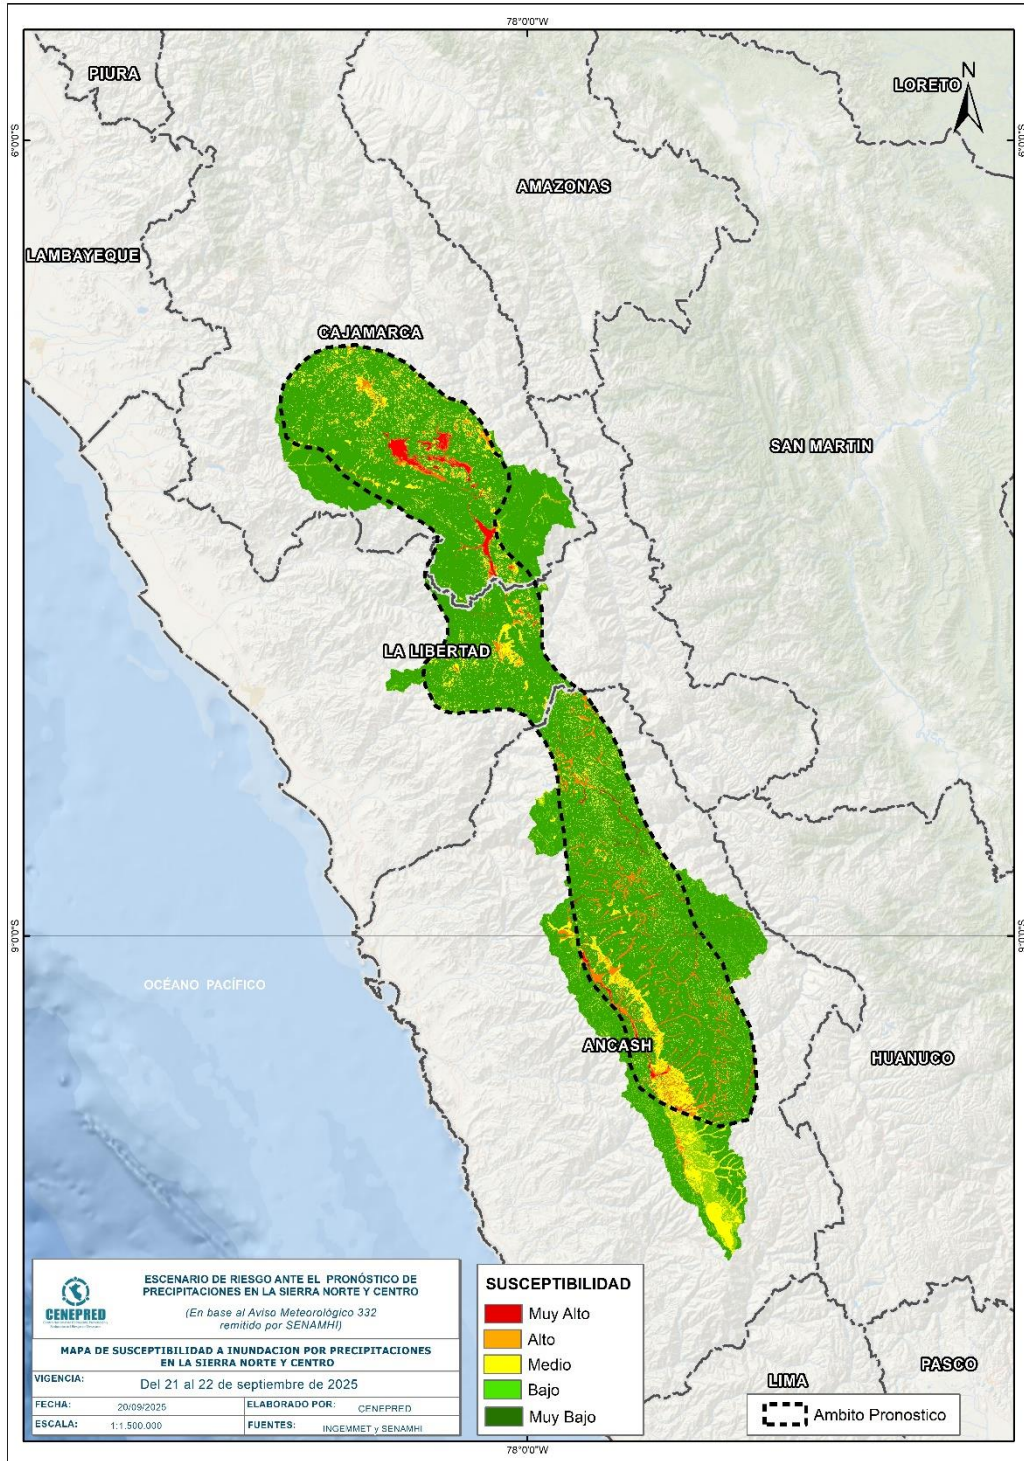 78°0'0"W
PIURA
LORETO
N
6°0'0"S
6°0'0"S
AMAZONAS
LAMBAYEQUE
CAJAMARCA
SAN MARTIN
LA LIBERTAD
9°0'0"S
9°0'0"S
OCÉANO PACÍFICO
ANCASH
HUANUCO
PASCO
LIMA
CENEPRED
ESCENARIO DE RIESGO ANTE EL PRONÓSTICO DE
PRECIPITACIONES EN LA SIERRA NORTE Y CENTRO
(En base al Aviso Meteorológico 332
remitido por SENAMHI)
MAPA DE SUSCEPTIBILIDAD A INUNDACION POR PRECIPITACIONES
EN LA SIERRA NORTE Y CENTRO
VIGENCIA: Del 21 al 22 de septiembre de 2025
FECHA: 20/09/2025 ELABORADO POR: CENEPRED
ESCALA: 1:1.500.000 FUENTES: INGEMMET y SENAMHI
SUSCEPTIBILIDAD
Muy Alto
Alto
Medio
Bajo
Muy Bajo
Ambito Pronostico
78°0'0"W